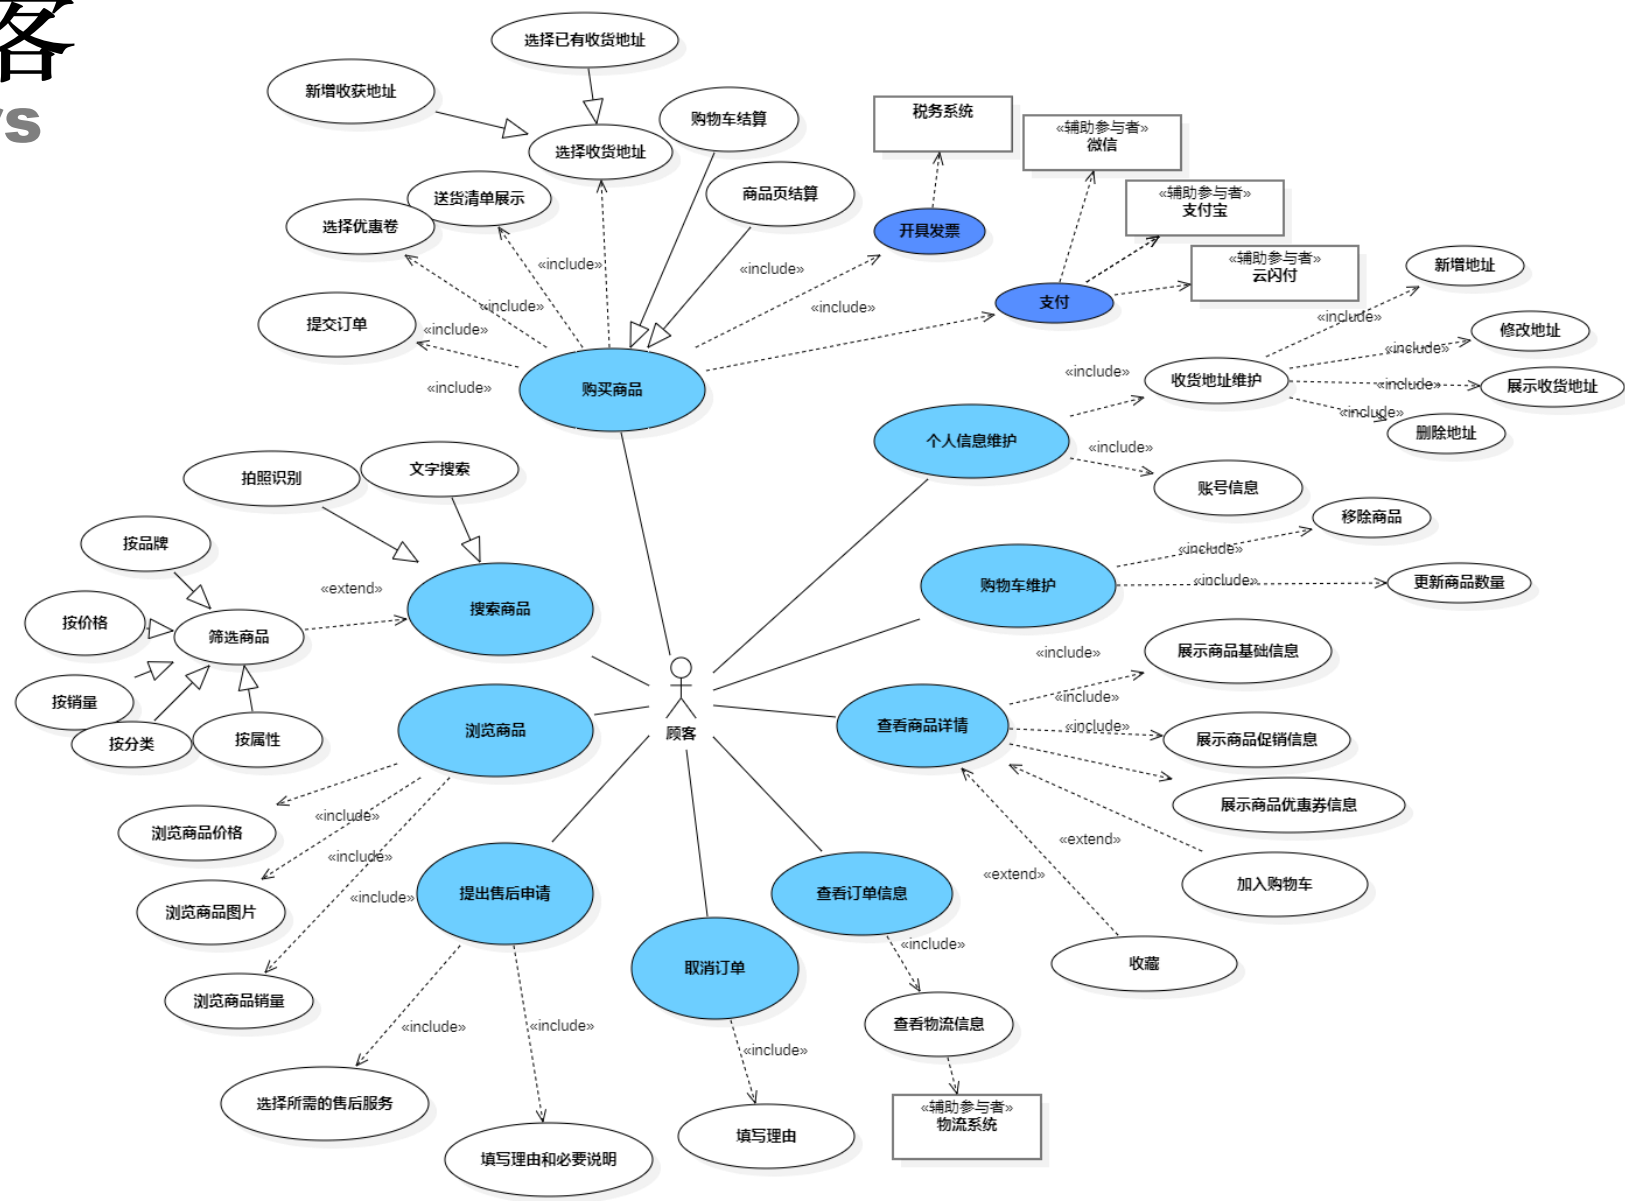 客
选择已有收货地址
新增收获地址
购物车结算
选择收货地址
税务系统
«辅助参与者»
微信
送货清单展示
商品页结算
«辅助参与者»
支付宝
选择优惠卷
开具发票
«辅助参与者»
云闪付
新增地址
«include»
«include»
«include»
«include»
支付
提交订单
«include»
«include»
修改地址
«include»
«include»
购买商品
«include»
收货地址维护
«include»
展示收货地址
«include»
删除地址
个人信息维护
«include»
账号信息
拍照识别
文字搜索
移除商品
按品牌
«include»
购物车维护
«include»
更新商品数量
«extend»
搜索商品
按价格
筛选商品
«include»
展示商品基础信息
按销量
«include»
浏览商品
顾客
查看商品详情
«include»
展示商品促销信息
按分类
按属性
展示商品优惠券信息
«include»
浏览商品价格
«extend»
«include»
«extend»
加入购物车
«include»
提出售后申请
查看订单信息
浏览商品图片
«include»
收藏
取消订单
浏览商品销量
«include»
«include»
查看物流信息
«include»
选择所需的售后服务
«辅助参与者»
物流系统
填写理由
填写理由和必要说明